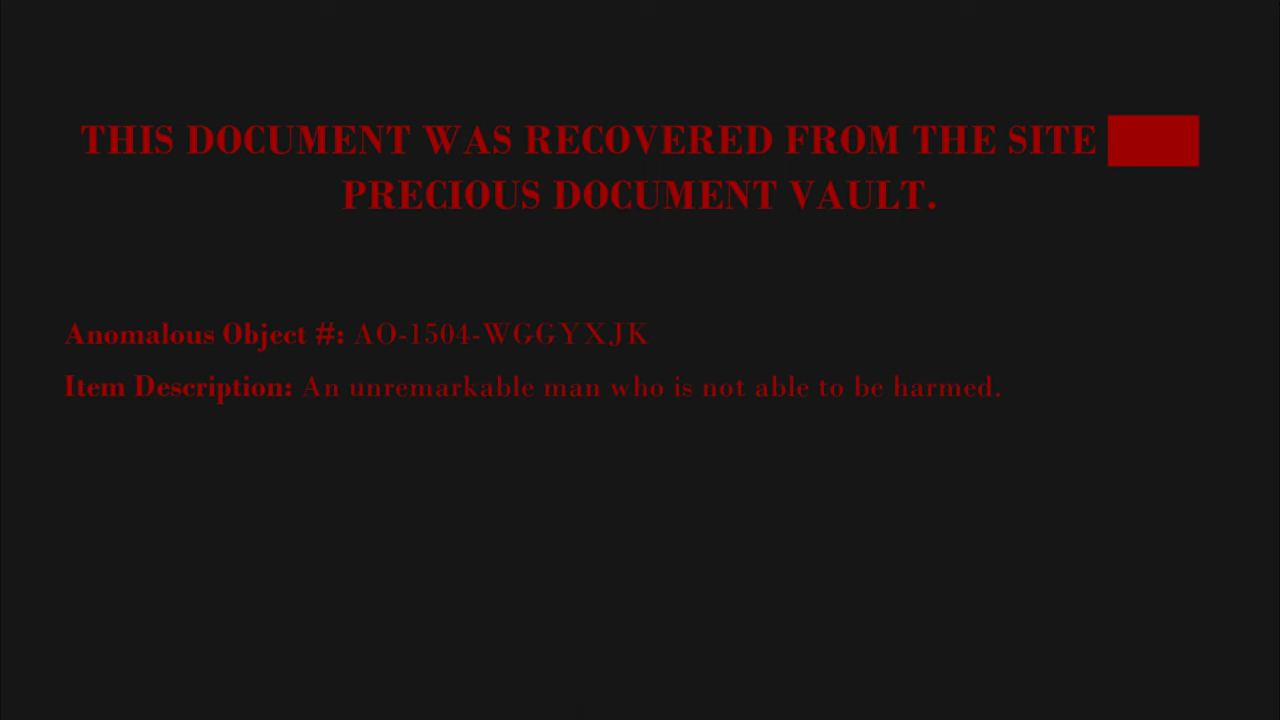 THIS DOCUMENT WAS RECOVERED FROM THE SITE
PRECIOUS DOCUMENT VAULT.
Anomalous Object #: AO-1504-WGGYXJK
Item Description: An unremarkable man who is not able to be harmed.